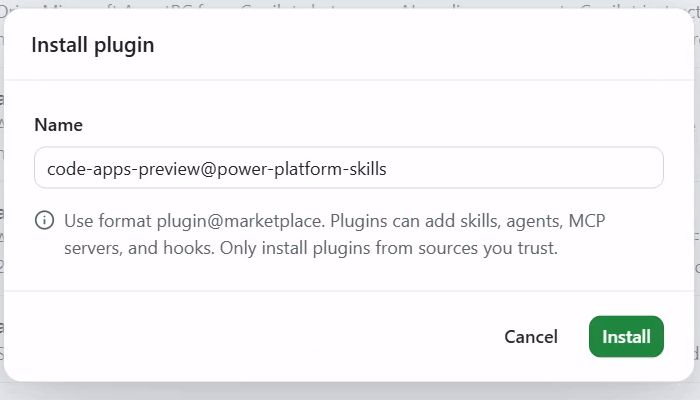 Install plugin
Name
code-apps-preview@power-platform-skills
Use format plugin@marketplace. Plugins can add skills, agents, MCP
servers, and hooks. Only install plugins from sources you trust.
Cancel
Install